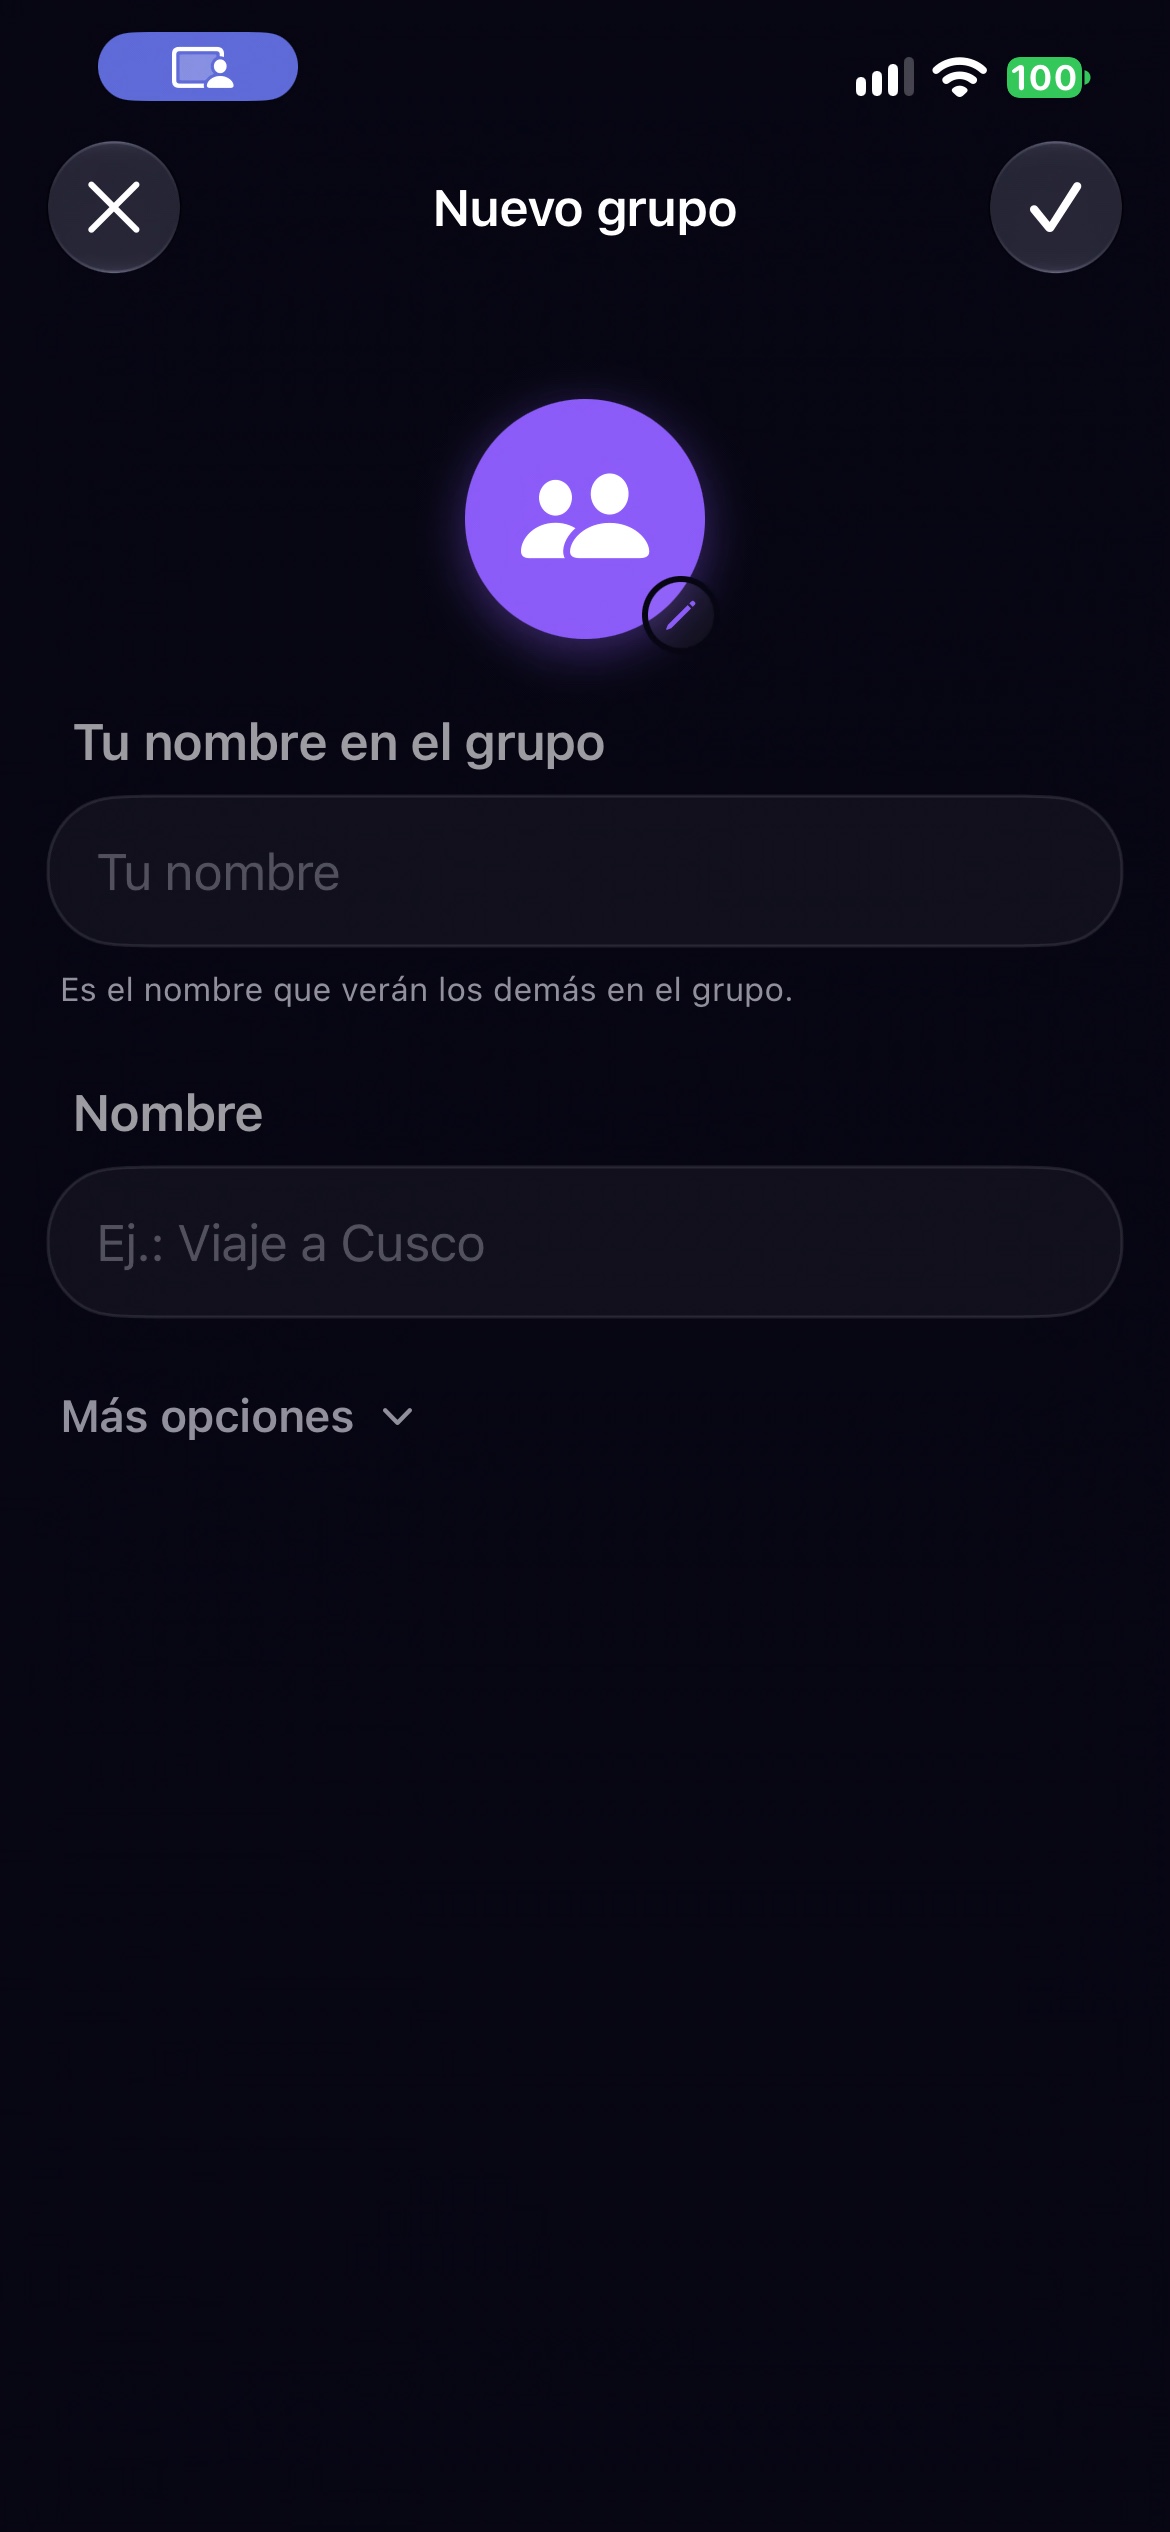 100
Nuevo grupo
Tu nombre en el grupo
Tu nombre
Es el nombre que verán los demás en el grupo.
Nombre
Ej.: Viaje a Cusco
Más opciones